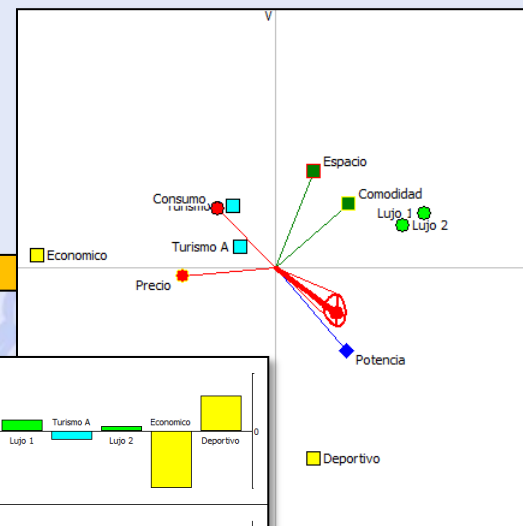 V
Espacio
Consumo
Comodidad
Lujo 1
Lujo 2
Turismo A
Economico
Precio
Potencia
Deportivo
Turismo A
Economico
Lujo 1
Lujo 2
Deportivo
0